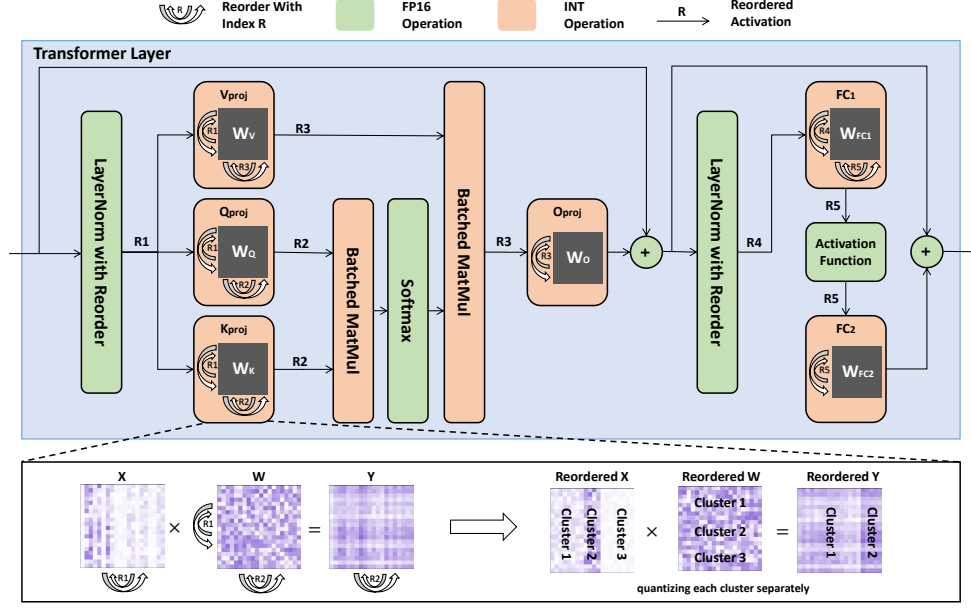 R
Reorder With
Index R
FP16
Operation
INT
Operation
R
Reordered
Activation
Transformer Layer
LayerNorm with Reorder
R1
Vproj
R1
WV
R3
R3
Qproj
R1
WQ
R2
R2
Kproj
R1
WK
R2
R2
Batched MatMul
Softmax
Batched MatMul
R3
Oproj
R3
WO
+
LayerNorm with Reorder
R4
FC1
R4
WFC1
R5
R5
Activation
Function
R5
FC2
R5
WFC2
+
X
R1
×
R1
W
R2
=
Y
R2
Reordered X
Cluster 1
Cluster 2
Cluster 3
×
Reordered W
Cluster 1
Cluster 2
Cluster 3
=
Reordered Y
Cluster 1
Cluster 2
quantizing each cluster separately